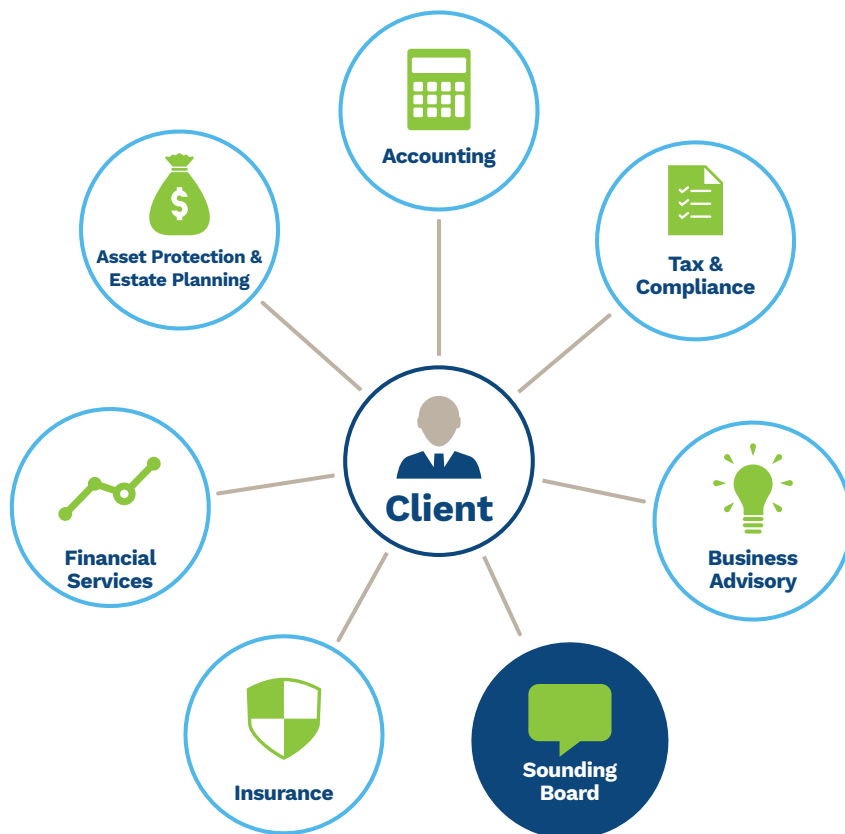 Accounting
Asset Protection &
Estate Planning
$
Tax &
Compliance
Client
Financial
Services
Business
Advisory
Insurance
Sounding
Board